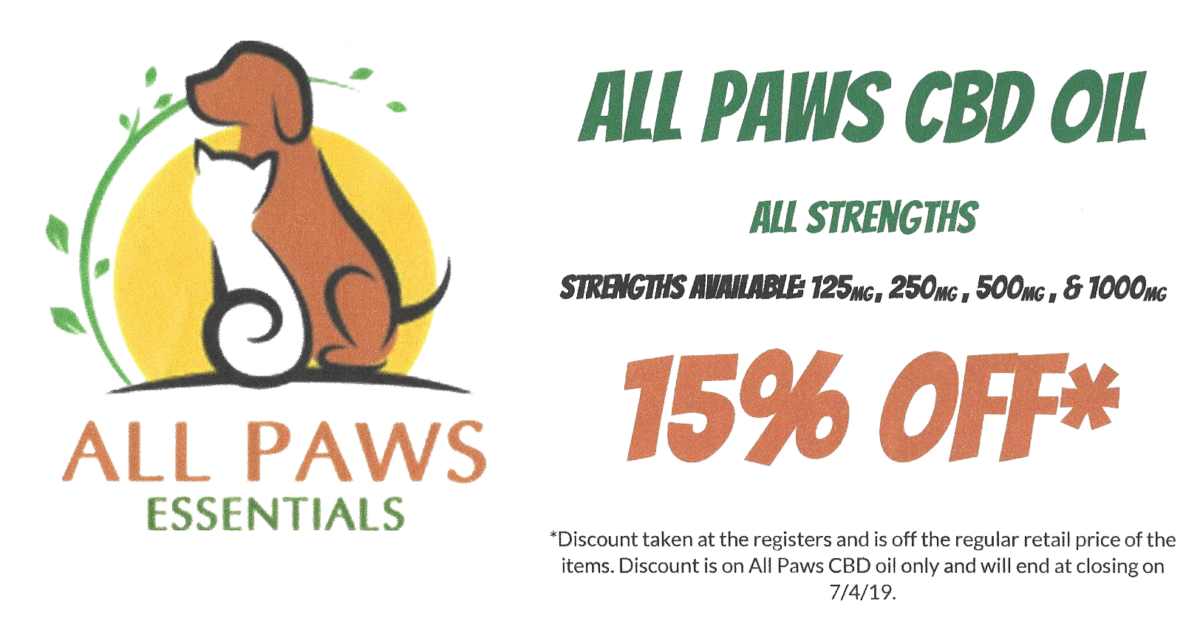 ALL PAWS
ESSENTIALS
ALL PAWS CBD OIL
ALL STRENGTHS
STRENGTHS AVAILABLE: 125MG, 250MG, 500MG, & 1000MG
15% OFF*
*Discount taken at the registers and is off the regular retail price of the
items. Discount is on All Paws CBD oil only and will end at closing on
7/4/19.